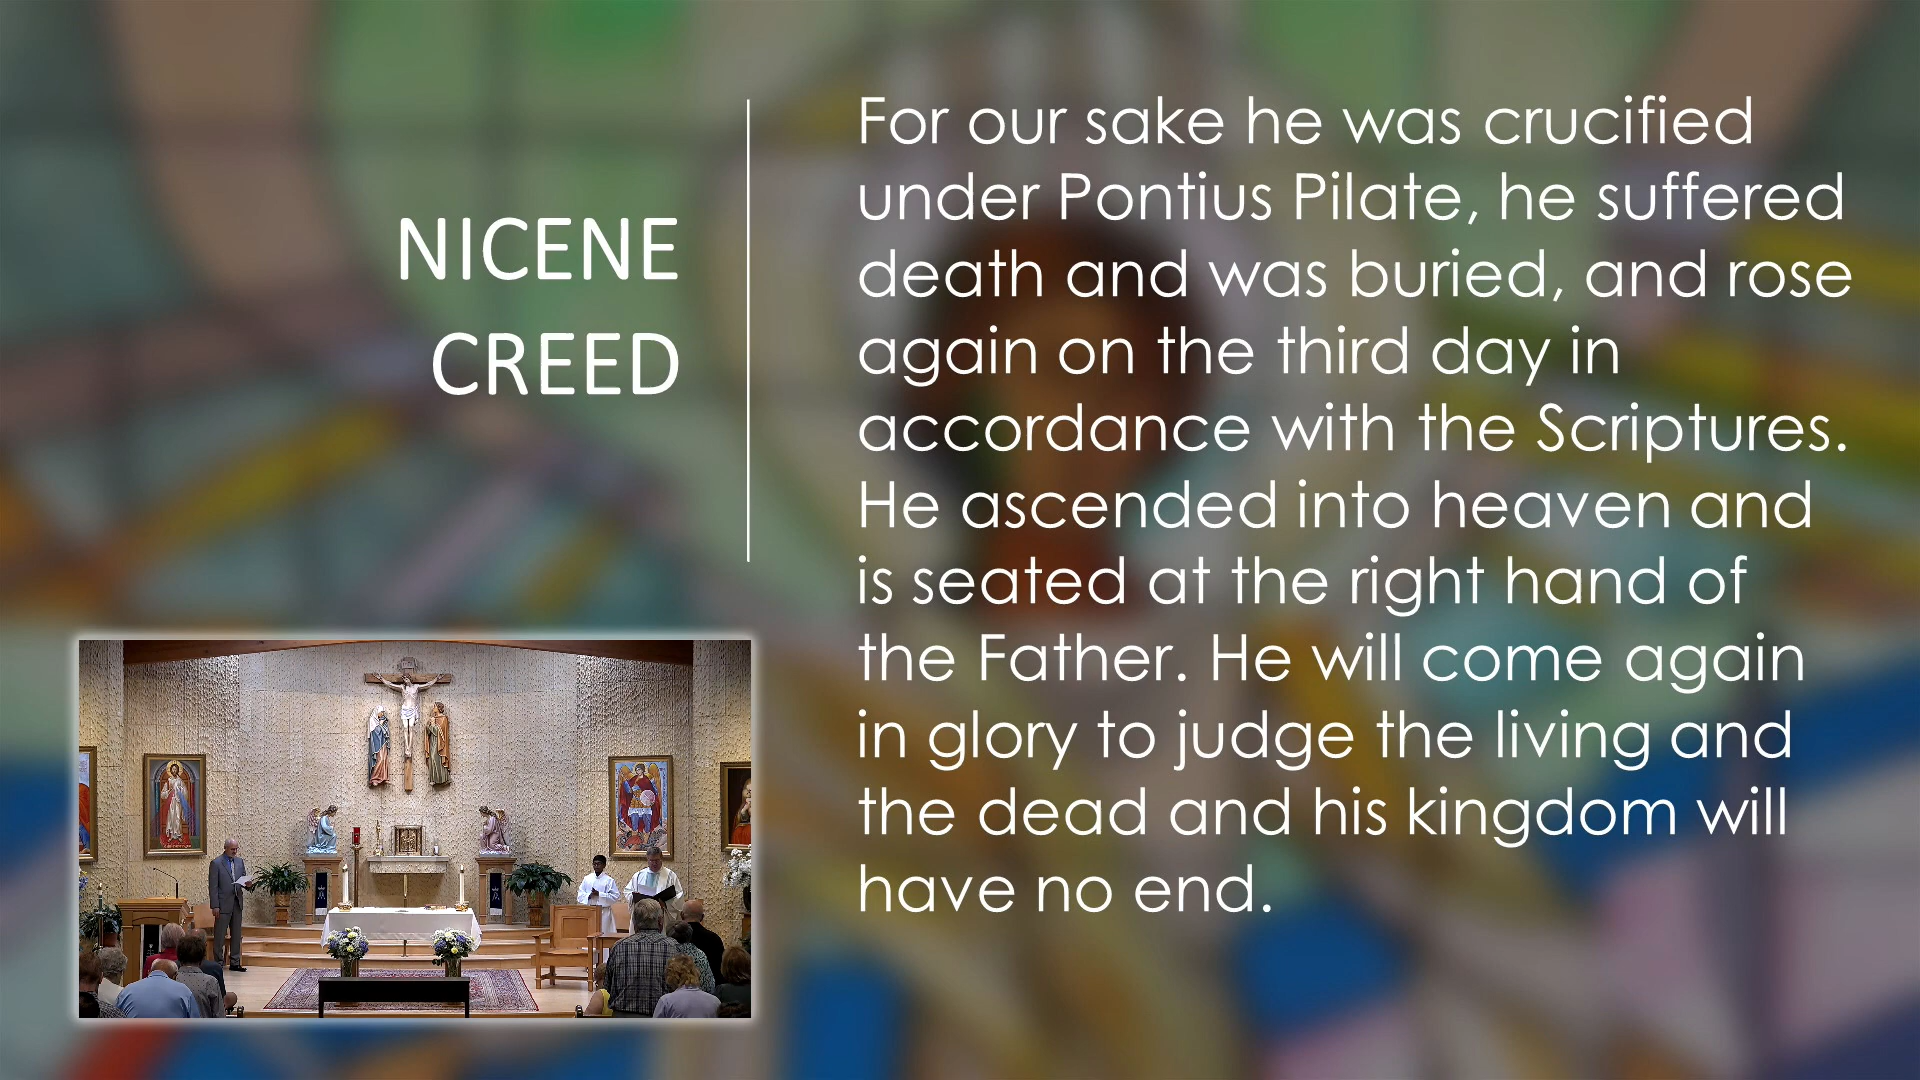 NICENE
CREED
For our sake he was crucified
under Pontius Pilate, he suffered
death and was buried, and rose
again on the third day in
accordance with the Scriptures.
He ascended into heaven and
is seated at the right hand of
the Father. He will come again
in glory to judge the living and
the dead and his kingdom will
have no end.